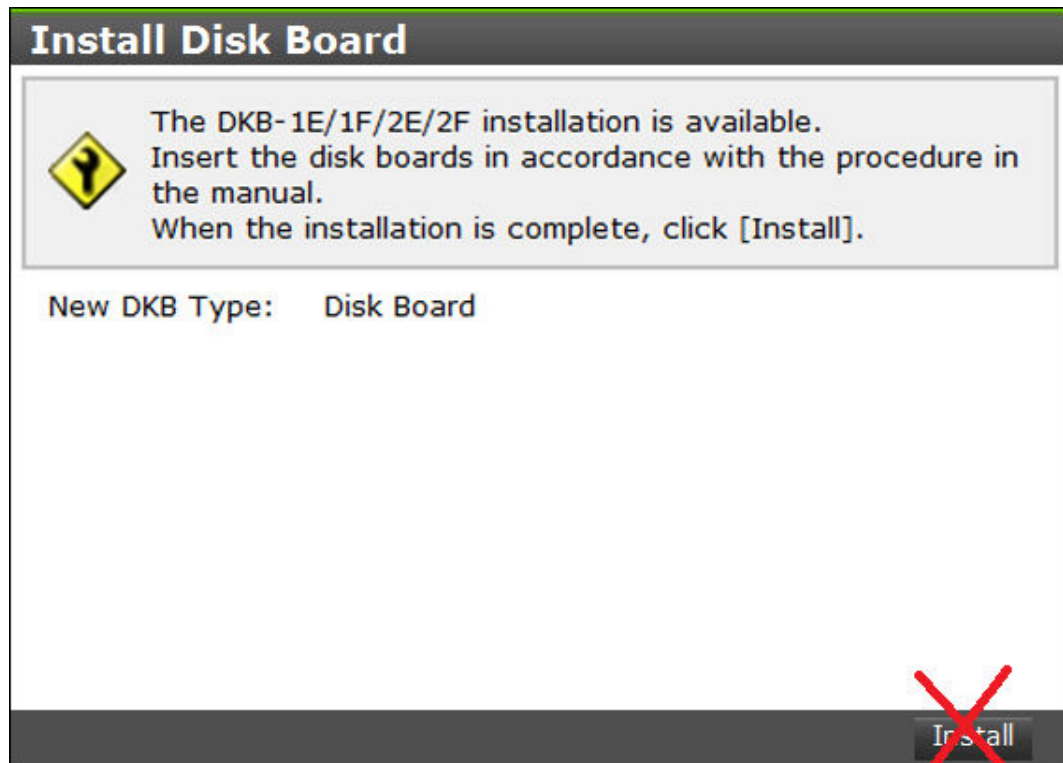 Install Disk Board
The DKB-1E/1F/2E/2F installation is available.
Insert the disk boards in accordance with the procedure in
the manual.
When the installation is complete, click [Install].
New DKB Type: Disk Board
Install